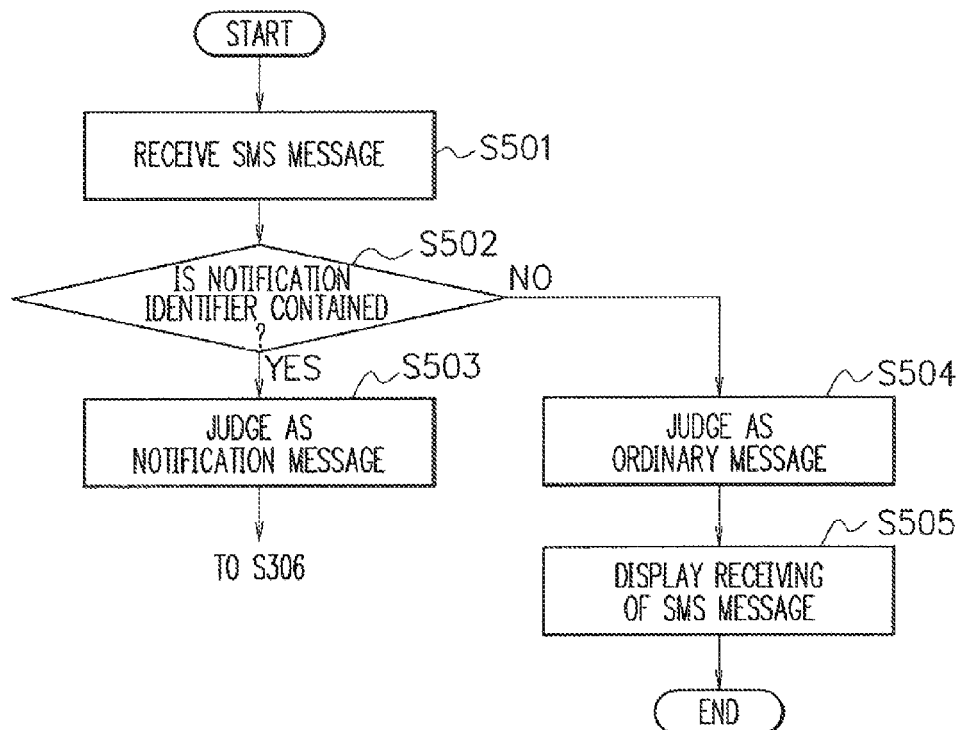 START
RECEIVE SMS MESSAGE
S501
S502
IS NOTIFICATION
IDENTIFIER CONTAINED
?
NO
YES
S503
JUDGE AS
NOTIFICATION MESSAGE
TO S306
S504
JUDGE AS
ORDINARY MESSAGE
S505
DISPLAY RECEIVING
OF SMS MESSAGE
END